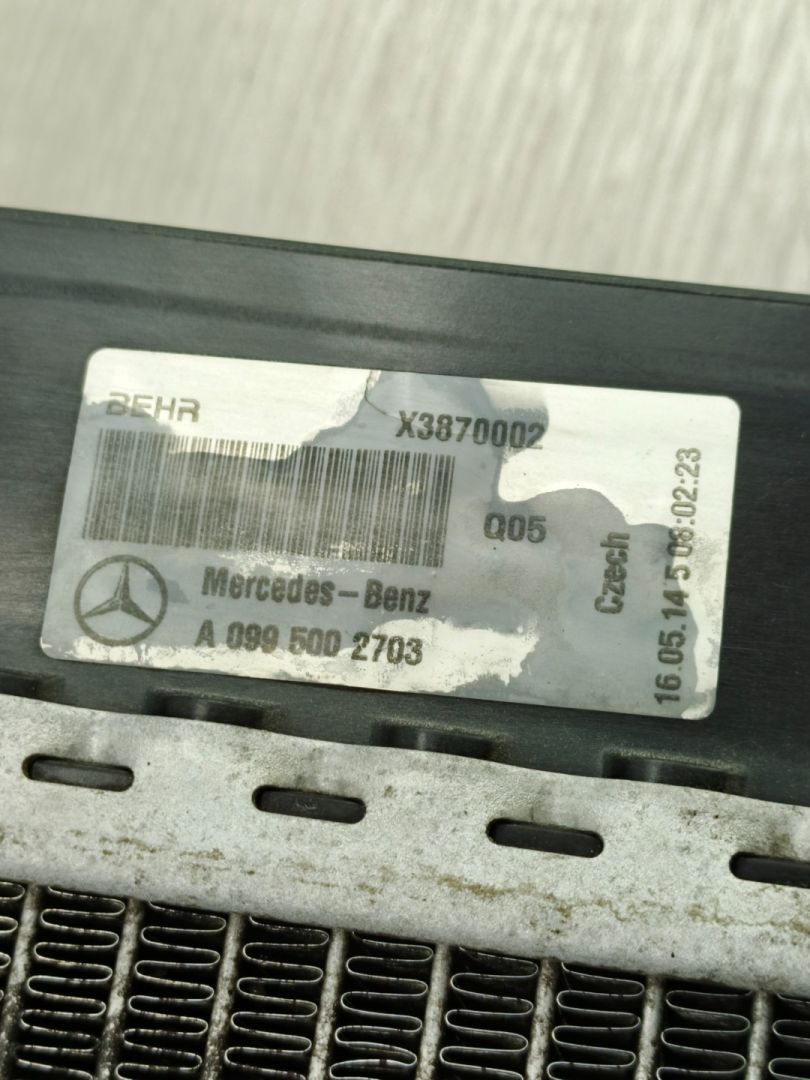 BEHR
X3870002
Q05
Mercedes-Benz
A 099 500 2703
Czech
16.05.14 5 08:02:23